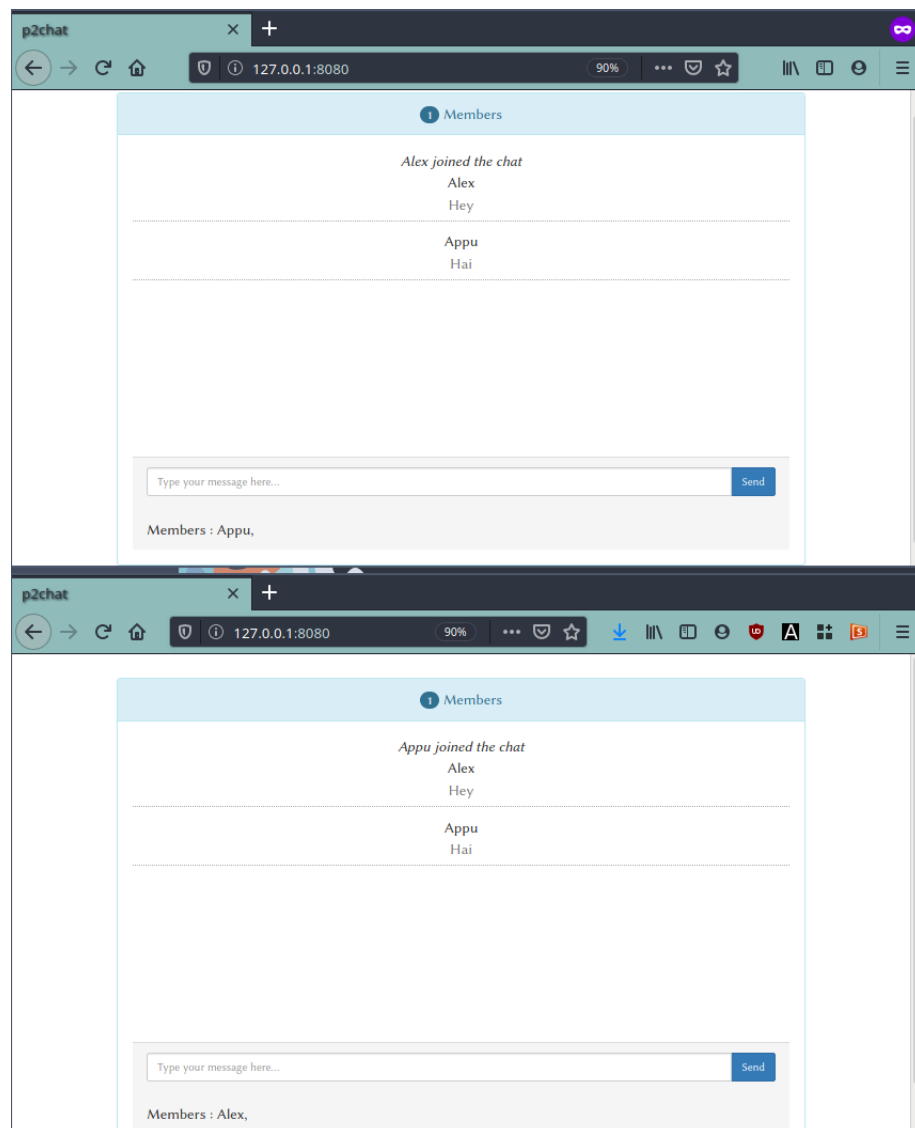 p2chat
127.0.0.1:8080 90%
1 Members
Alex joined the chat
Alex
Hey
Appu
Hai
Type your message here... Send
Members : Appu,
p2chat
127.0.0.1:8080 90%
1 Members
Appu joined the chat
Alex
Hey
Appu
Hai
Type your message here... Send
Members : Alex,